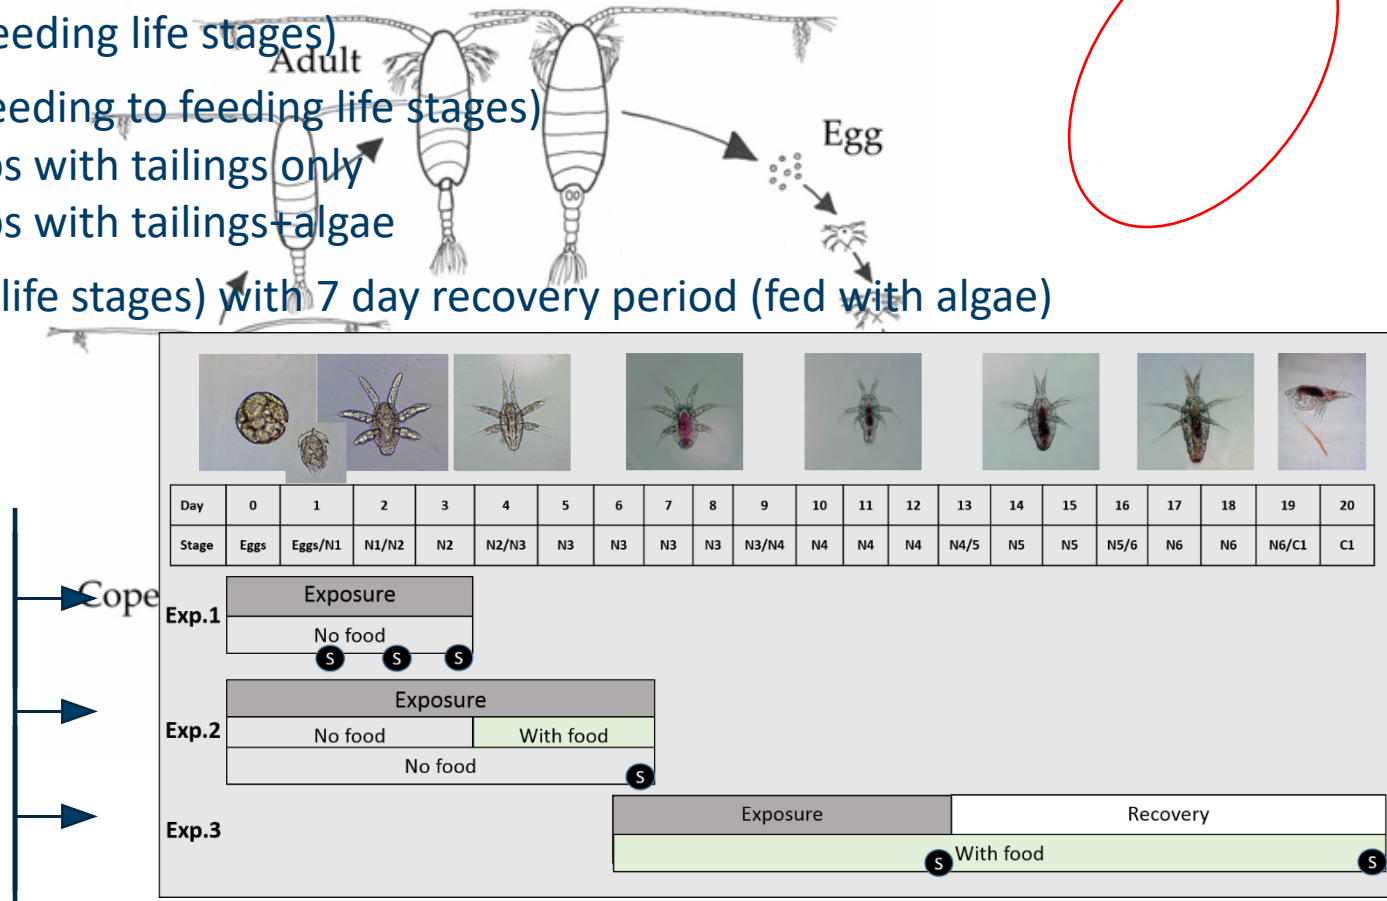 eeding life stages)
Adult
eeding to feeding life stages)
Egg
os with tailings only
os with tailings+algae
life stages) with 7 day recovery period (fed with algae)
Day 0 1 2 3 4 5 6 7 8 9 10 11 12 13 14 15 16 17 18 19 20
Stage Eggs Eggs/N1 N1/N2 N2 N2/N3 N3 N3 N3 N3 N3/N4 N4 N4 N4 N4/5 N5 N5 N5/6 N6 N6 N6/C1 C1
Cope
Exp.1
Exposure
No food
S S S
Exp.2
Exposure
No food With food
No food
S
Exp.3
Exposure Recovery
With food
S S